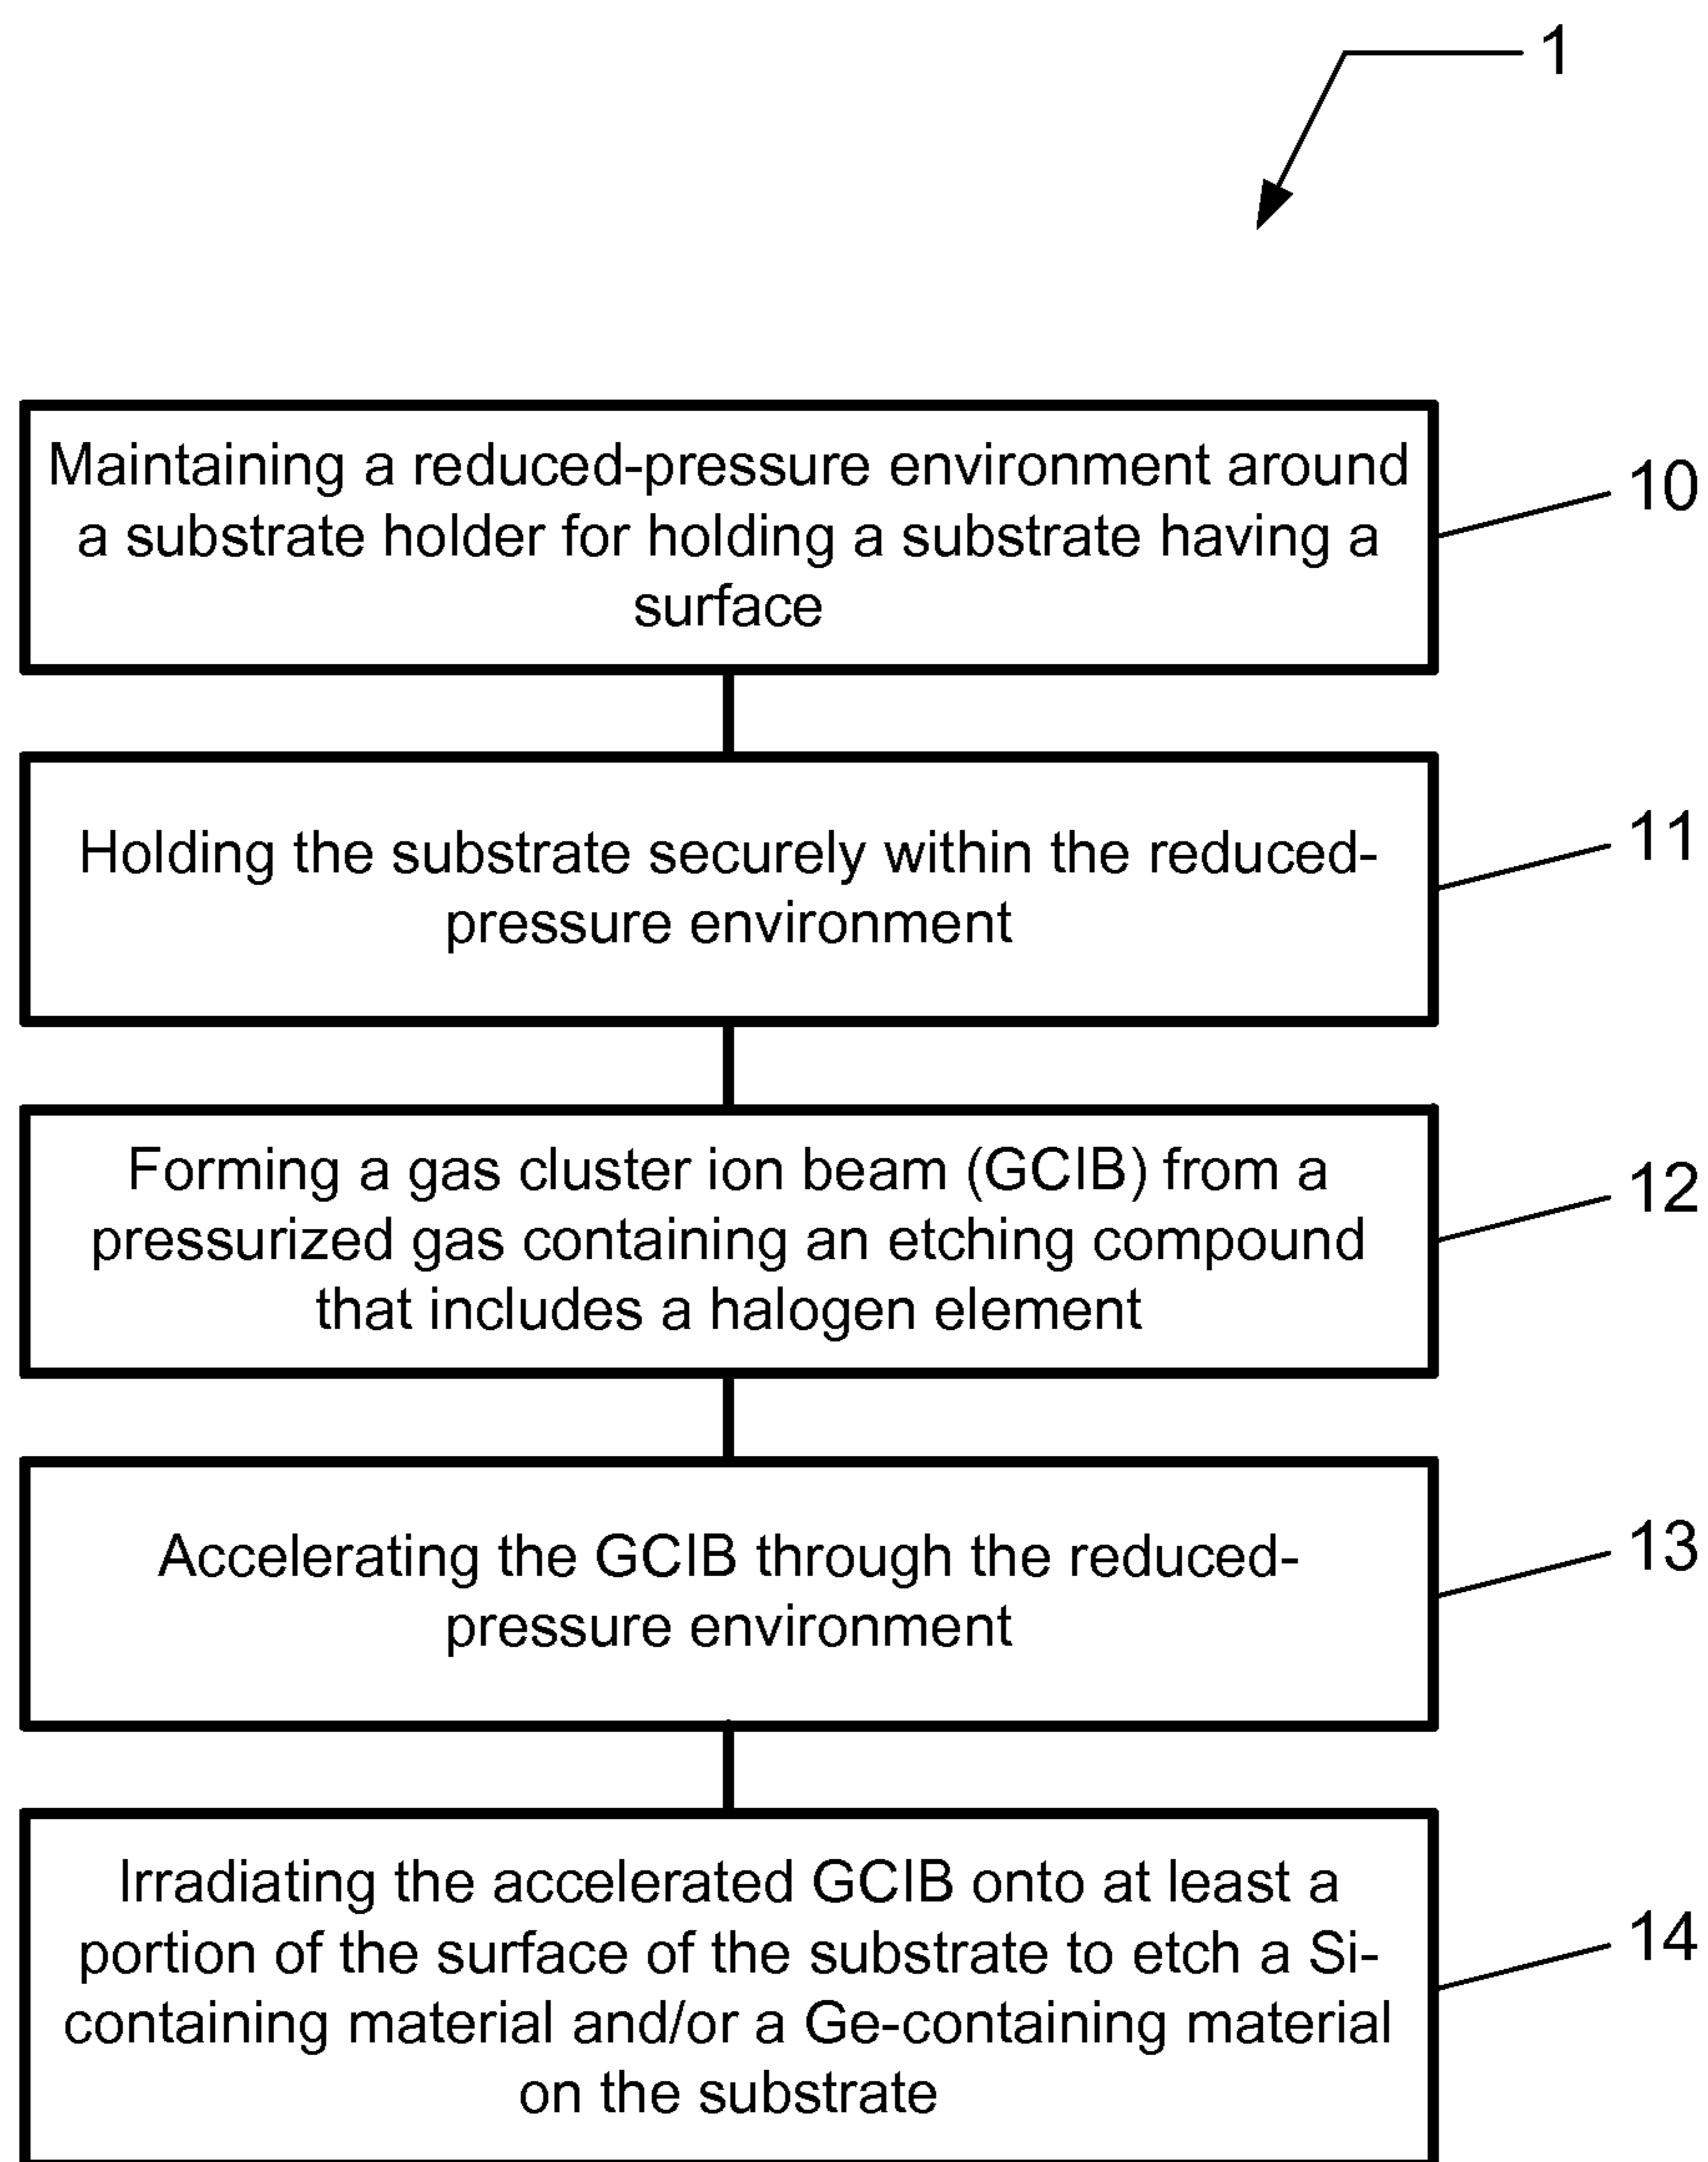 1
Maintaining a reduced-pressure environment around
a substrate holder for holding a substrate having a
surface
10
Holding the substrate securely within the reduced-
pressure environment
11
Forming a gas cluster ion beam (GCIB) from a
pressurized gas containing an etching compound
that includes a halogen element
12
Accelerating the GCIB through the reduced-
pressure environment
13
Irradiating the accelerated GCIB onto at least a
portion of the surface of the substrate to etch a Si-
containing material and/or a Ge-containing material
on the substrate
14